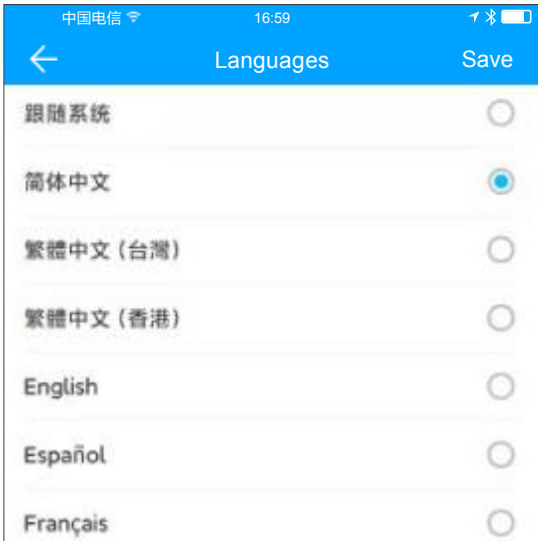 中国电信 16:59
Languages Save
跟随系统
简体中文
繁體中文 (台灣)
繁體中文 (香港)
English
Español
Français